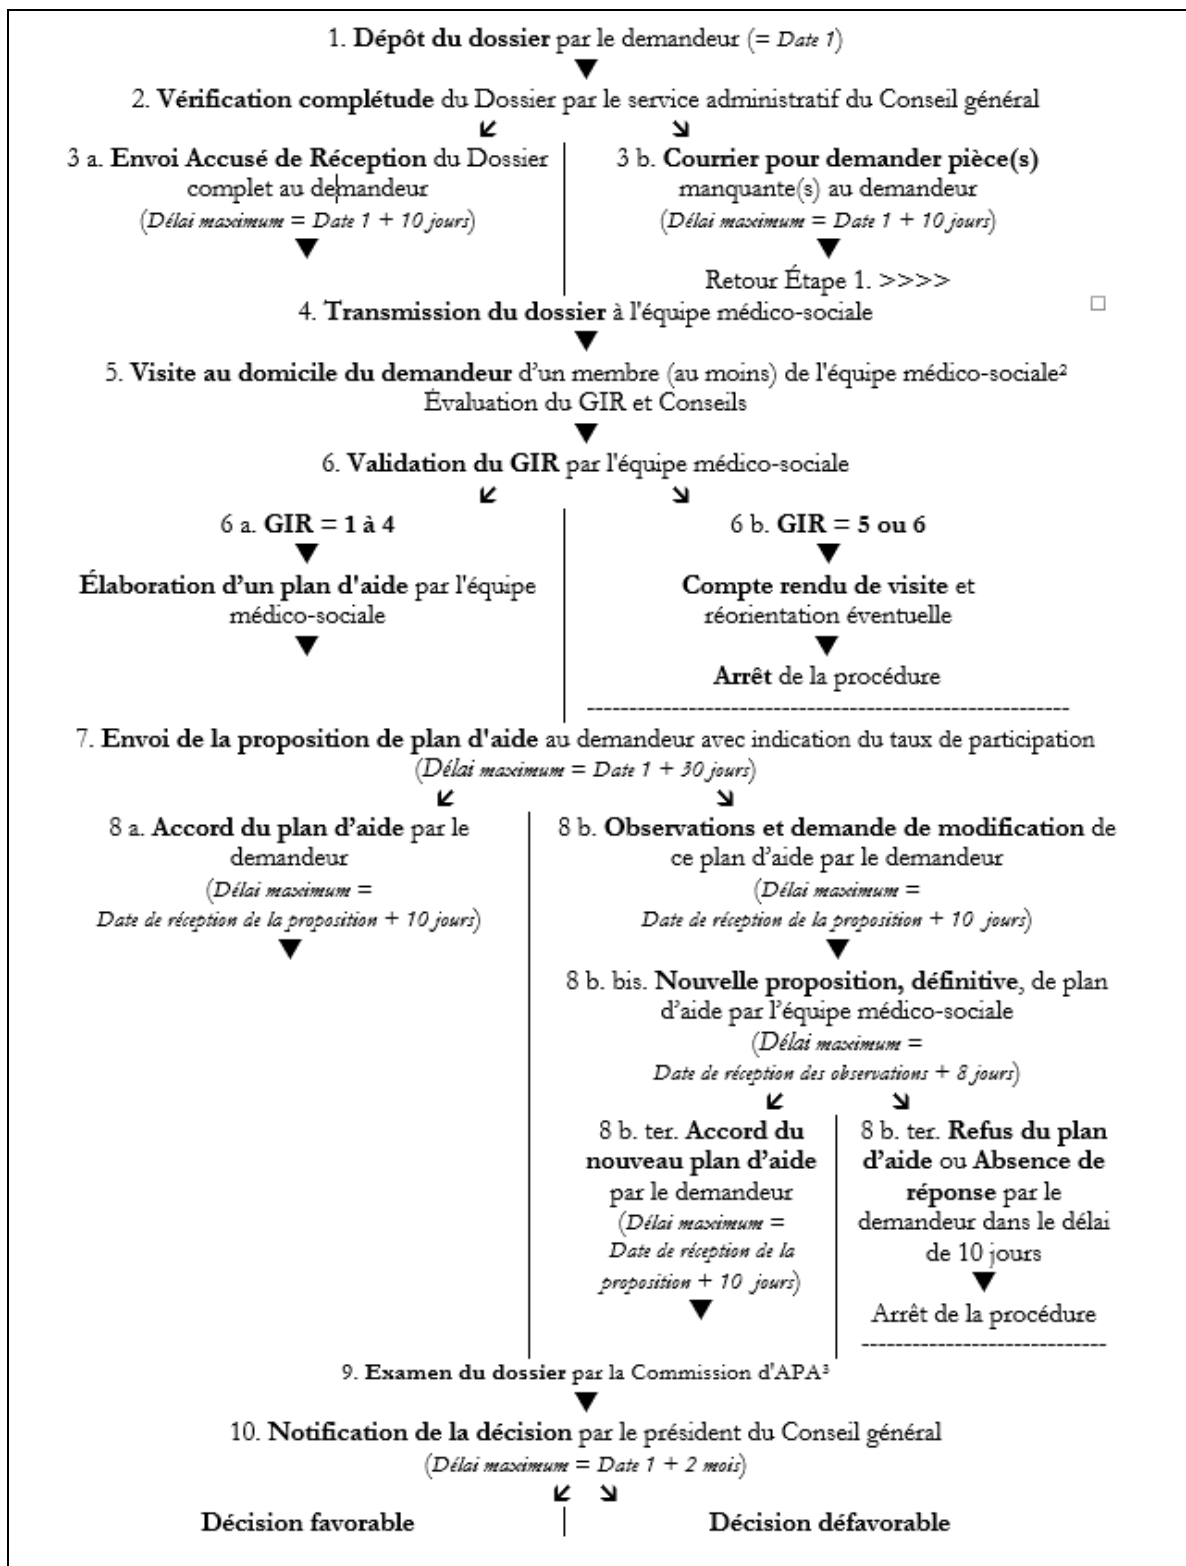 1. Dépôt du dossier par le demandeur (= Date 1)
2. Vérification complétude du Dossier par le service administratif du Conseil général
3 a. Envoi Accusé de Réception du Dossier
complet au demandeur
(Délai maximum = Date 1 + 10 jours)
3 b. Courrier pour demander pièce(s)
manquante(s) au demandeur
(Délai maximum = Date 1 + 10 jours)
Retour Étape 1. >>>>
4. Transmission du dossier à l'équipe médico-sociale
5. Visite au domicile du demandeur d’un membre (au moins) de l'équipe médico-sociale²
Évaluation du GIR et Conseils
6. Validation du GIR par l'équipe médico-sociale
6 a. GIR = 1 à 4
Élaboration d’un plan d'aide par l'équipe
médico-sociale
6 b. GIR = 5 ou 6
Compte rendu de visite et
réorientation éventuelle
Arrêt de la procédure
7. Envoi de la proposition de plan d'aide au demandeur avec indication du taux de participation
(Délai maximum = Date 1 + 30 jours)
8 a. Accord du plan d’aide par le
demandeur
(Délai maximum =
Date de réception de la proposition + 10 jours)
8 b. Observations et demande de modification de
ce plan d’aide par le demandeur
(Délai maximum =
Date de réception de la proposition + 10 jours)
8 b. bis. Nouvelle proposition, définitive, de plan
d’aide par l’équipe médico-sociale
(Délai maximum =
Date de réception des observations + 8 jours)
8 b. ter. Accord du
nouveau plan d’aide
par le demandeur
(Délai maximum =
Date de réception de la
proposition + 10 jours)
8 b. ter. Refus du plan
d’aide ou Absence de
réponse par le
demandeur dans le délai
de 10 jours
Arrêt de la procédure
9. Examen du dossier par la Commission d'APA³
10. Notification de la décision par le président du Conseil général
(Délai maximum = Date 1 + 2 mois)
Décision favorable
Décision défavorable